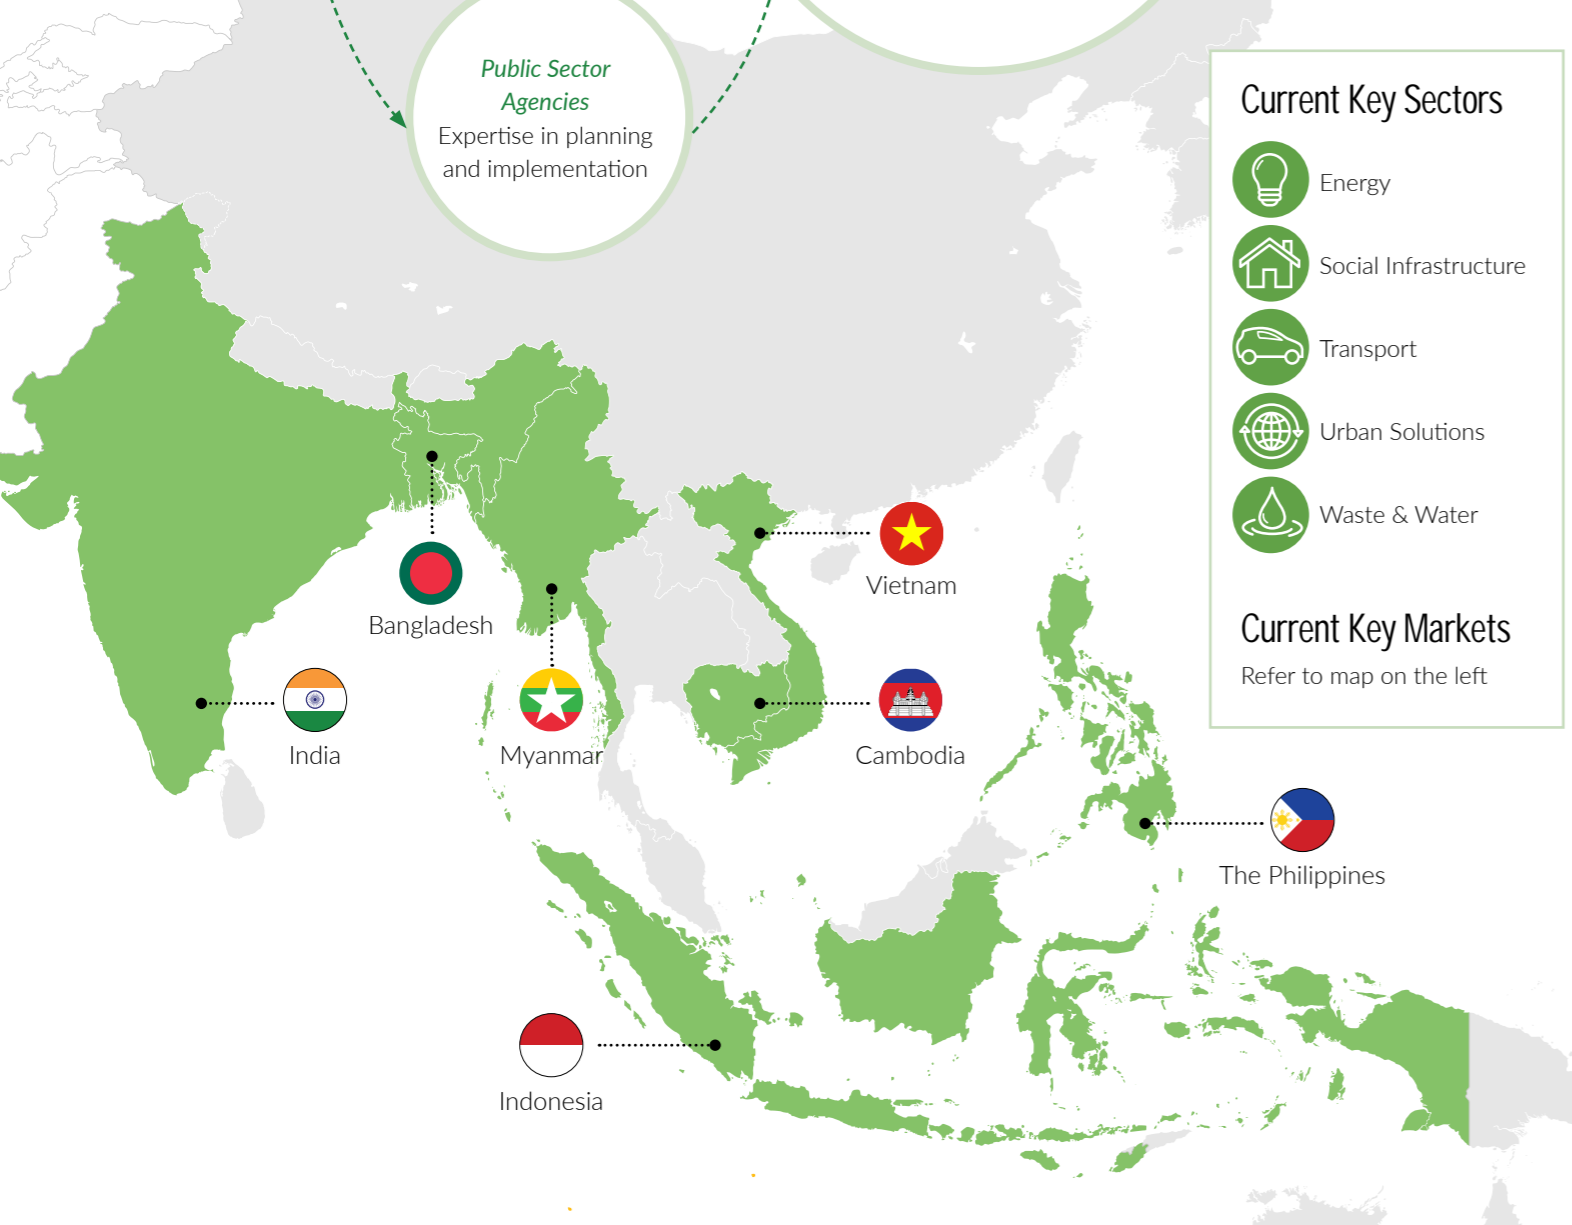 Public Sector
Agencies
Expertise in planning
and implementation
Current Key Sectors
Energy
Social Infrastructure
Transport
Urban Solutions
Waste & Water
Current Key Markets
Refer to map on the left
Vietnam
Bangladesh
India
Myanmar
Cambodia
The Philippines
Indonesia